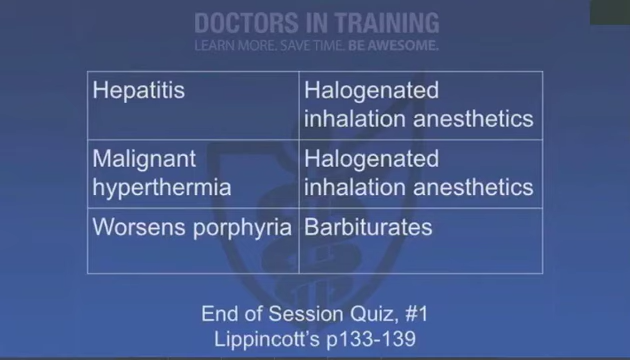 DOCTORS IN TRAINING
LEARN MORE. SAVE TIME. BE AWESOME.
Hepatitis
Halogenated
inhalation anesthetics
Malignant
hyperthermia
Halogenated
inhalation anesthetics
Worsens porphyria
Barbiturates
End of Session Quiz, #1
Lippincott's p133-139